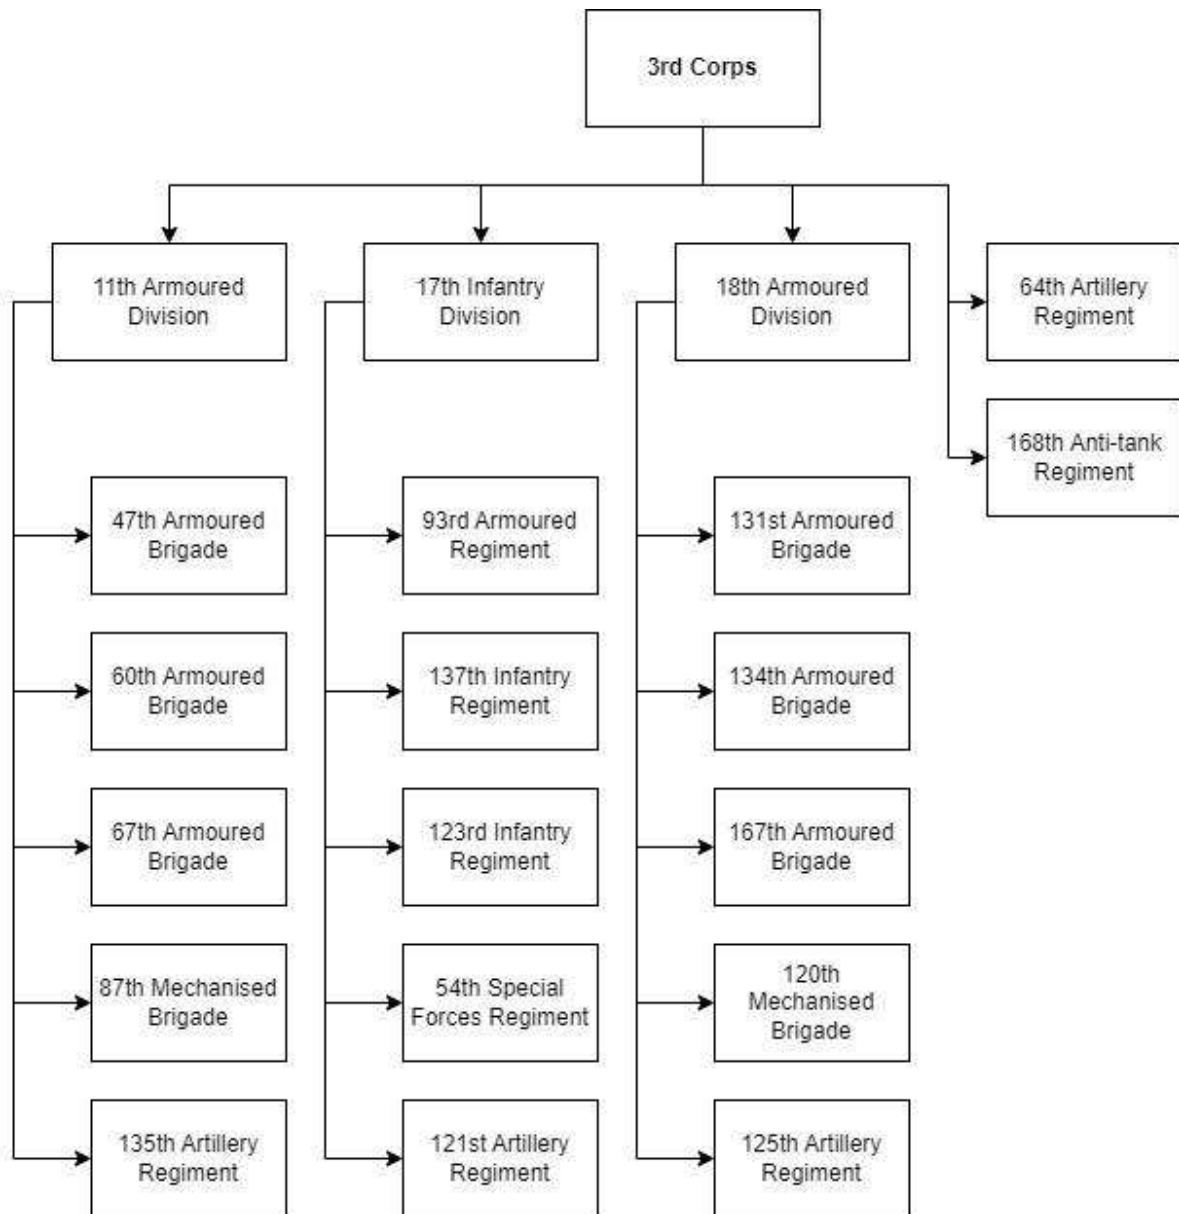 3rd Corps
11th Armoured
Division
17th Infantry
Division
18th Armoured
Division
64th Artillery
Regiment
168th Anti-tank
Regiment
47th Armoured
Brigade
93rd Armoured
Regiment
131st Armoured
Brigade
60th Armoured
Brigade
137th Infantry
Regiment
134th Armoured
Brigade
67th Armoured
Brigade
123rd Infantry
Regiment
167th Armoured
Brigade
87th Mechanised
Brigade
54th Special
Forces Regiment
120th
Mechanised
Brigade
135th Artillery
Regiment
121st Artillery
Regiment
125th Artillery
Regiment